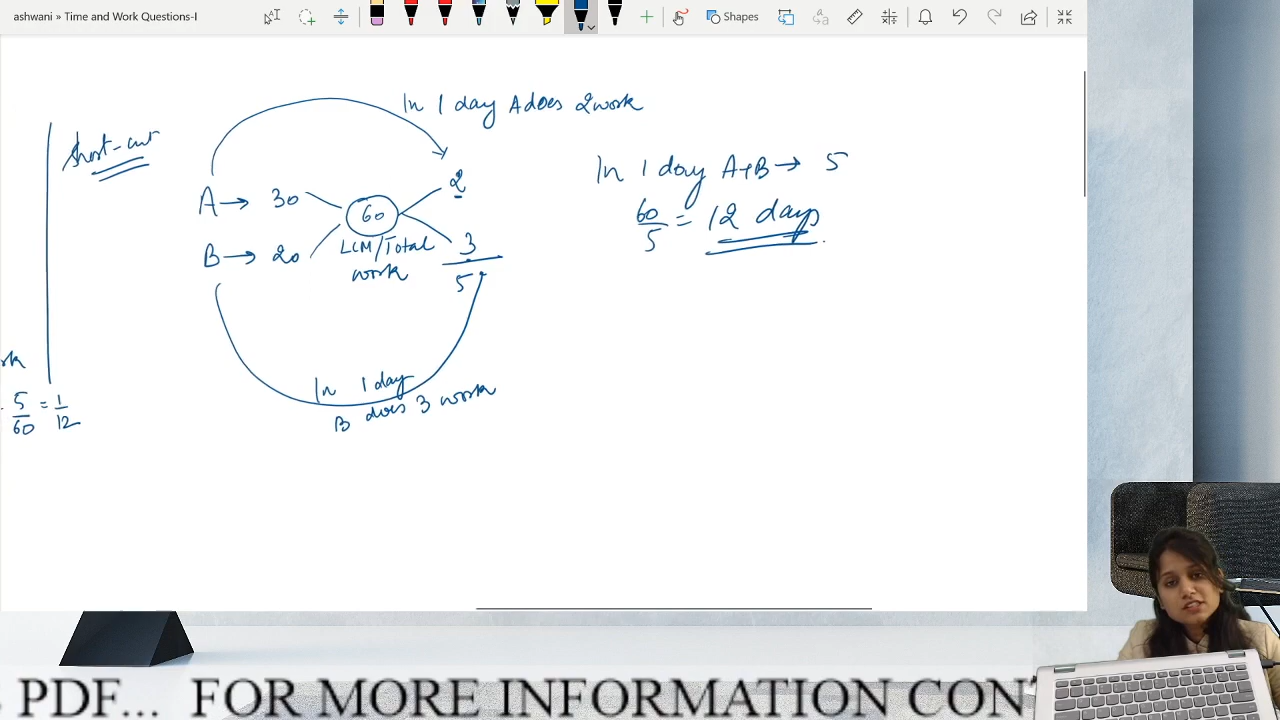 ashwani » Time and Work Questions-I
Shapes
In 1 day A does 2 work
Short-cut
A → 30
60
2
B → 20
LCM/Total
work
3
5
In 1 day A+B → 5
60/5 = 12 days
In 1 day
B does 3 work
rk
5/60 = 1/12
PDF... FOR MORE INFORMATION CON